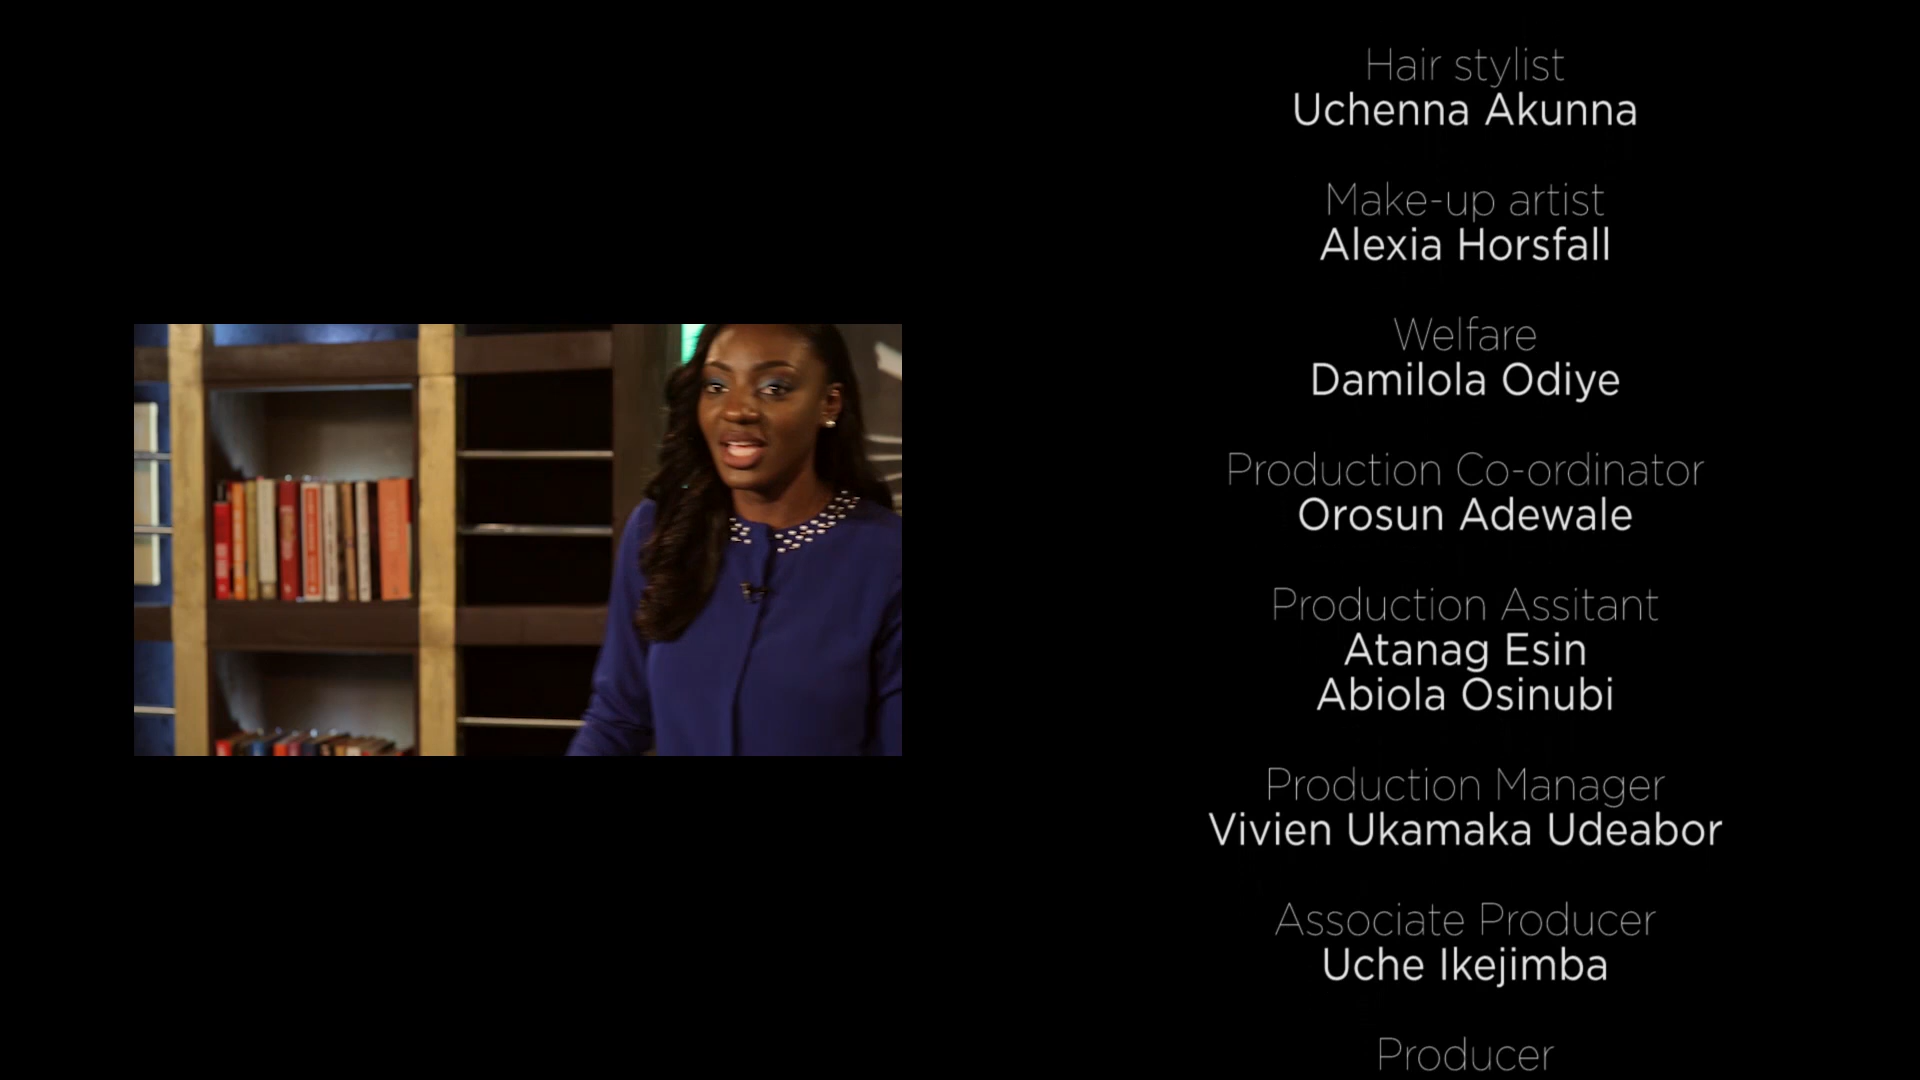 Hair stylist
Uchenna Akunna
Make-up artist
Alexia Horsfall
Welfare
Damilola Odiye
Production Co-ordinator
Orosun Adewale
Production Assitant
Atanag Esin
Abiola Osinubi
Production Manager
Vivien Ukamaka Udeabor
Associate Producer
Uche Ikejimba
Producer